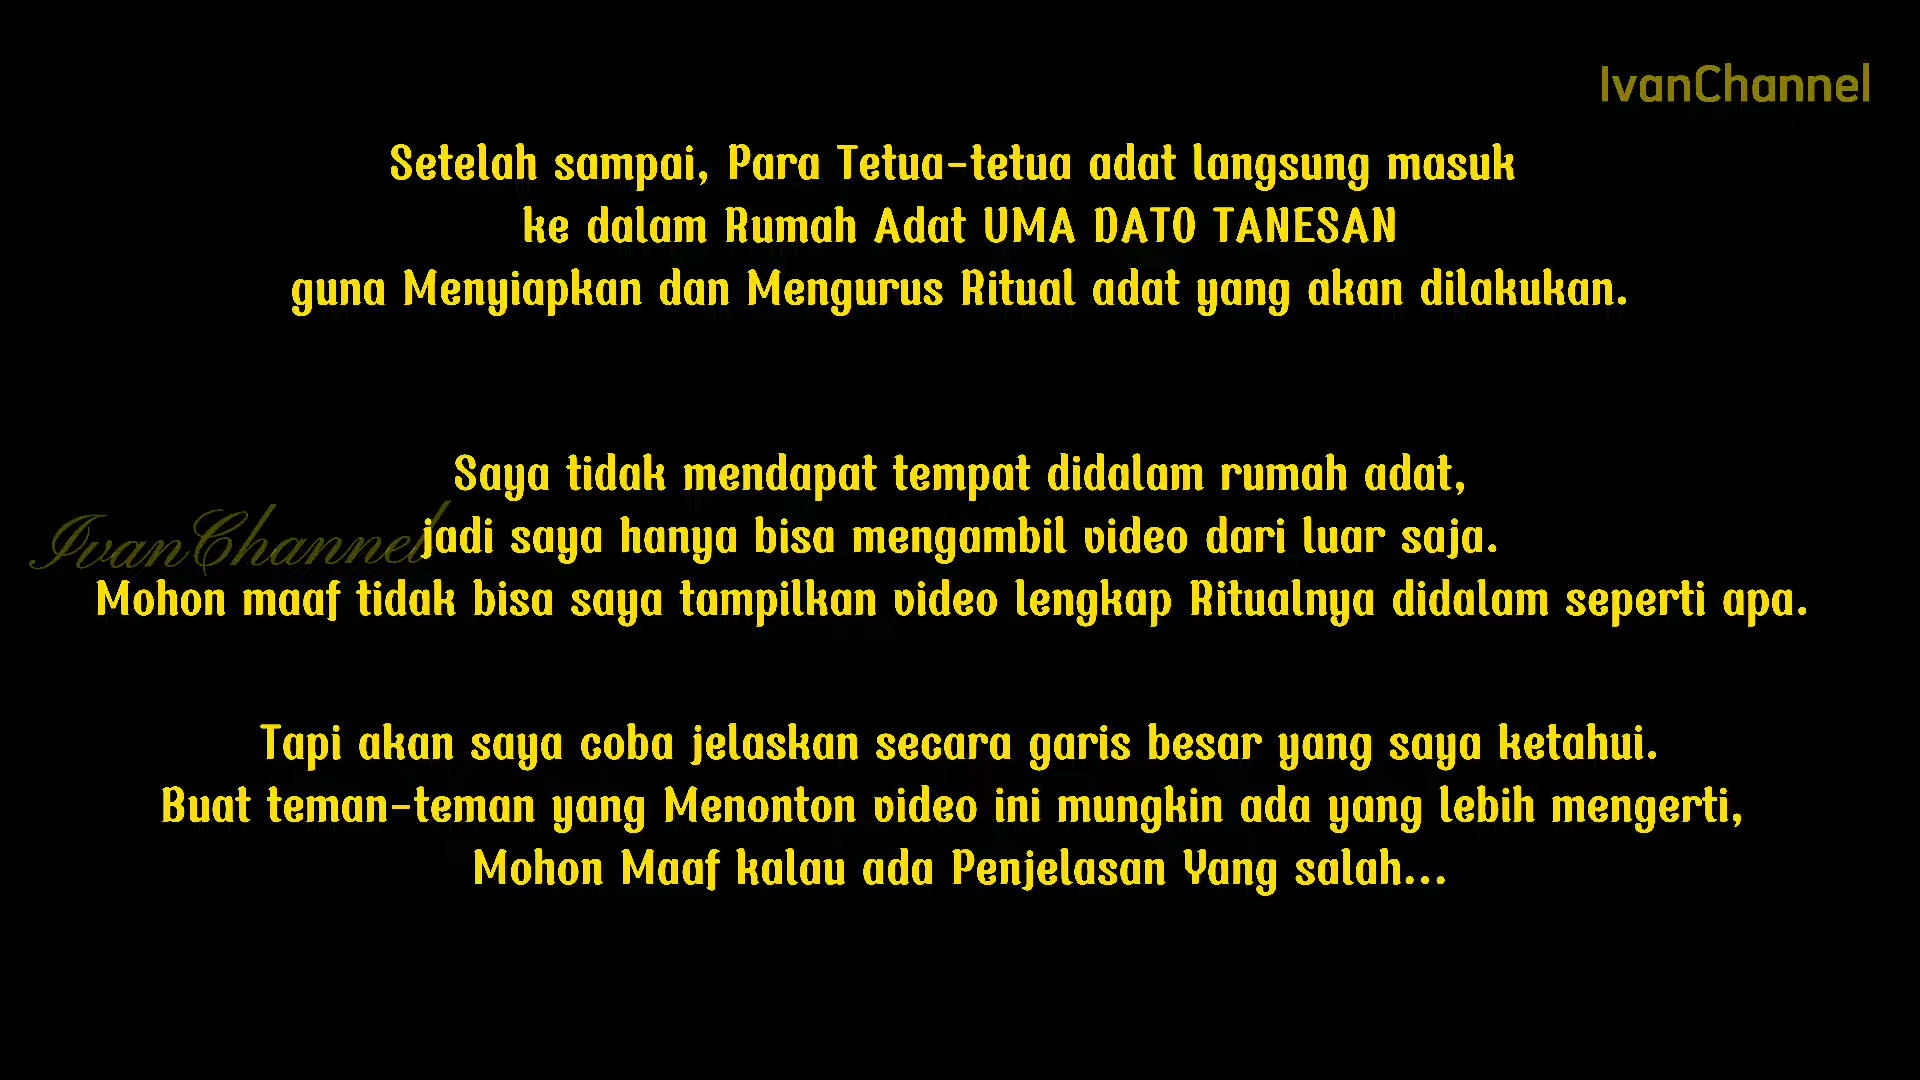 IvanChannel
Setelah sampai, Para Tetua-tetua adat langsung masuk
ke dalam Rumah Adat UMA DATO TANESAN
guna Menyiapkan dan Mengurus Ritual adat yang akan dilakukan.
Saya tidak mendapat tempat didalam rumah adat,
IvanChannel
jadi saya hanya bisa mengambil video dari luar saja.
Mohon maaf tidak bisa saya tampilkan video lengkap Ritualnya didalam seperti apa.
Tapi akan saya coba jelaskan secara garis besar yang saya ketahui.
Buat teman-teman yang Menonton video ini mungkin ada yang lebih mengerti,
Mohon Maaf kalau ada Penjelasan Yang salah...